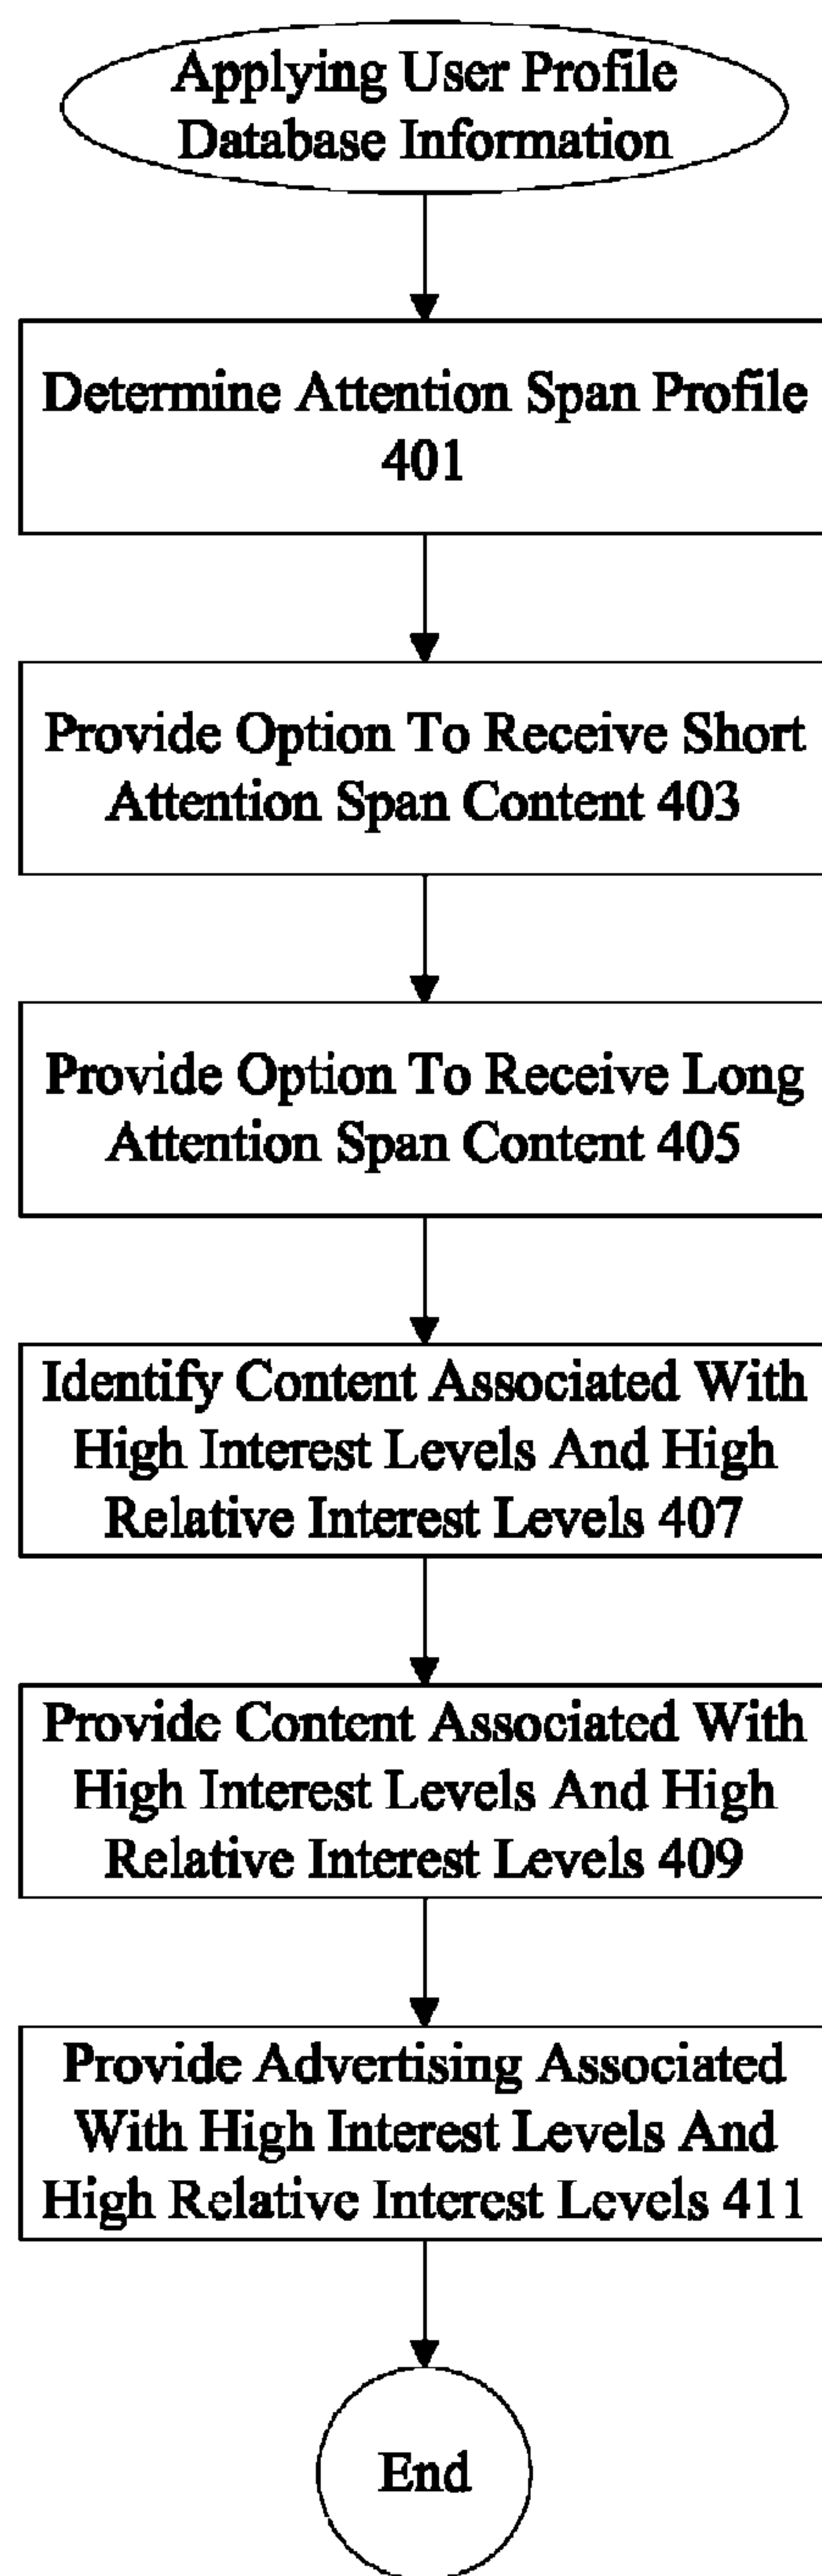 Applying User Profile
Database Information
Determine Attention Span Profile
401
Provide Option To Receive Short
Attention Span Content 403
Provide Option To Receive Long
Attention Span Content 405
Identify Content Associated With
High Interest Levels And High
Relative Interest Levels 407
Provide Content Associated With
High Interest Levels And High
Relative Interest Levels 409
Provide Advertising Associated
With High Interest Levels And
High Relative Interest Levels 411
End